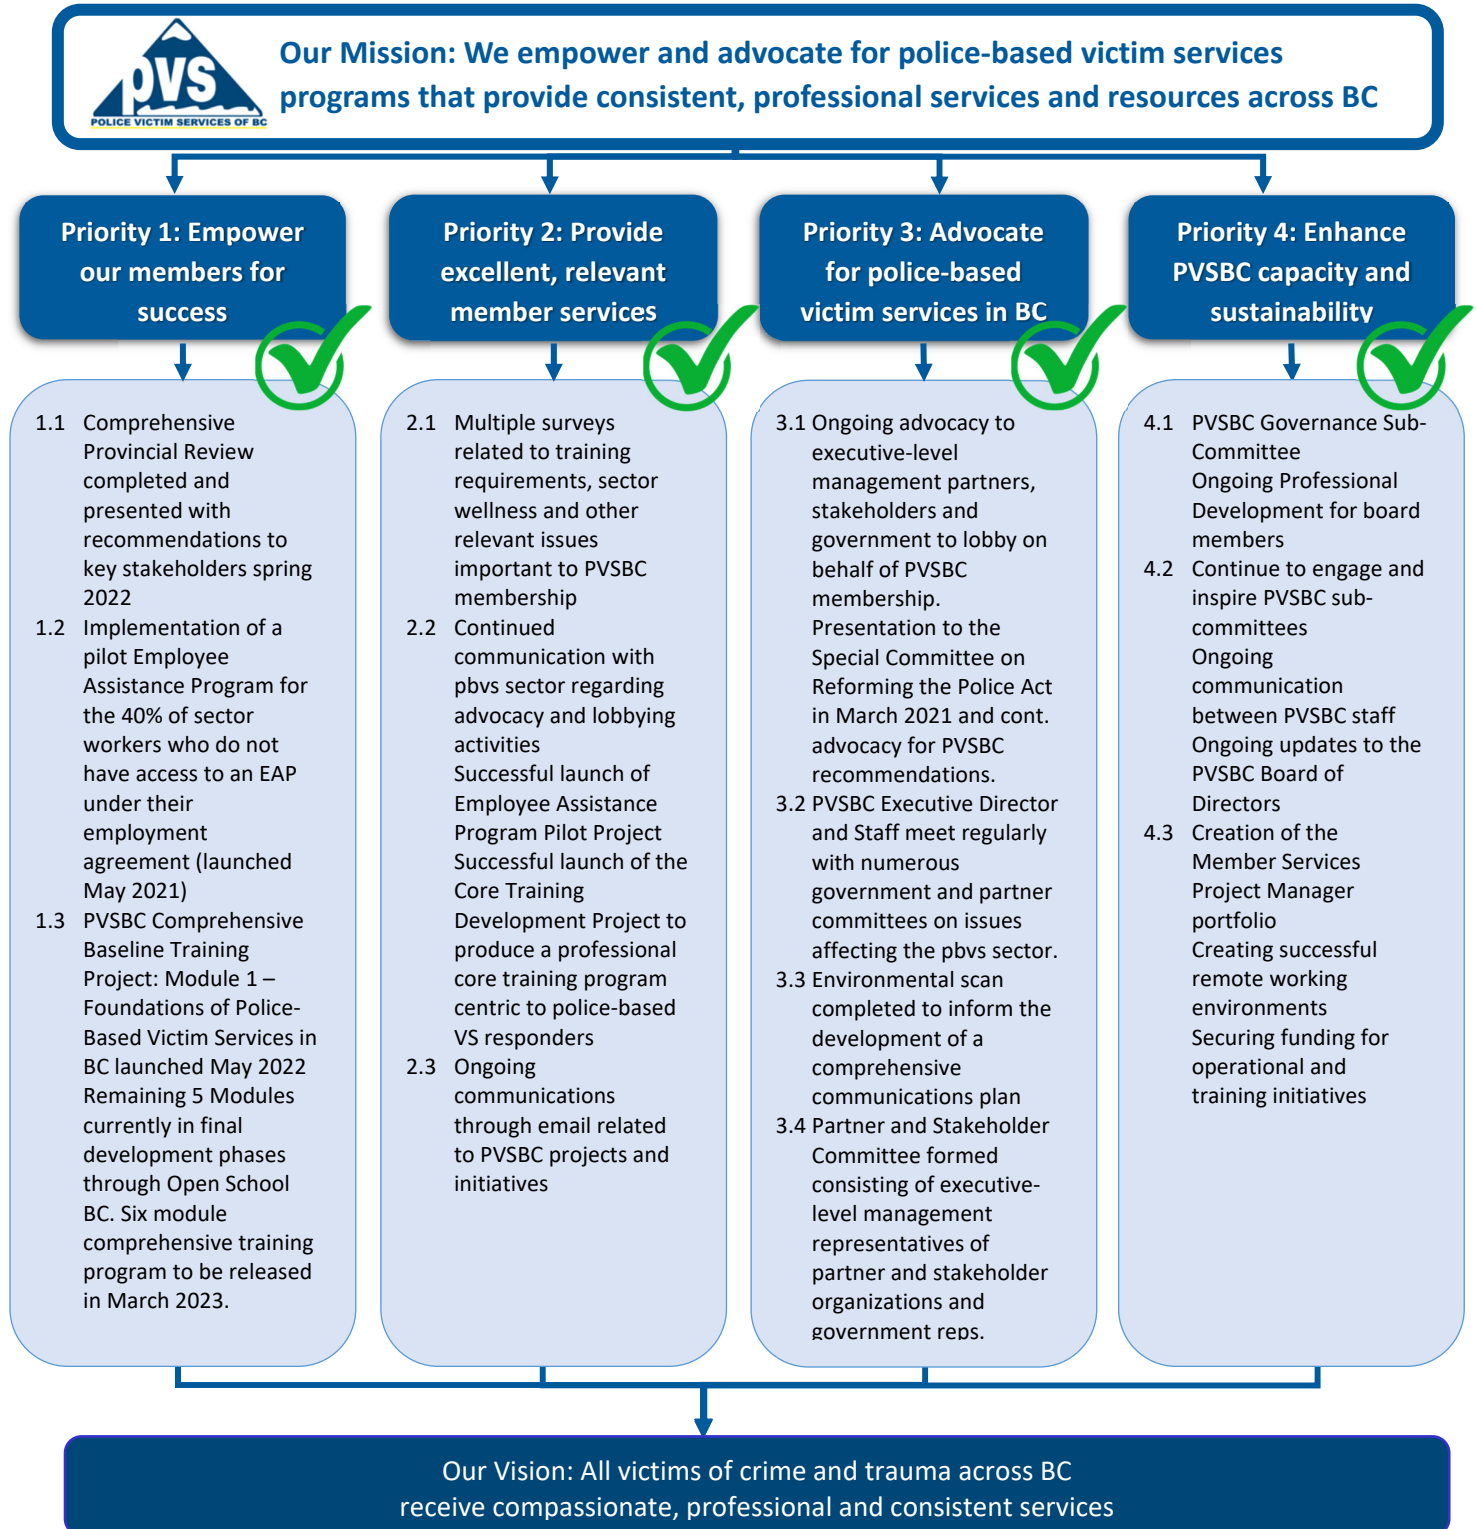 pvs
POLICE VICTIM SERVICES OF BC
Our Mission: We empower and advocate for police-based victim services
programs that provide consistent, professional services and resources across BC
Priority 1: Empower
our members for
success
Priority 2: Provide
excellent, relevant
member services
Priority 3: Advocate
for police-based
victim services in BC
Priority 4: Enhance
PVSBC capacity and
sustainability
1.1 Comprehensive
Provincial Review
completed and
presented with
recommendations to
key stakeholders spring
2022
1.2 Implementation of a
pilot Employee
Assistance Program for
the 40% of sector
workers who do not
have access to an EAP
under their
employment
agreement (launched
May 2021)
1.3 PVSBC Comprehensive
Baseline Training
Project: Module 1 –
Foundations of Police-
Based Victim Services in
BC launched May 2022
Remaining 5 Modules
currently in final
development phases
through Open School
BC. Six module
comprehensive training
program to be released
in March 2023.
2.1 Multiple surveys
related to training
requirements, sector
wellness and other
relevant issues
important to PVSBC
membership
2.2 Continued
communication with
pbvs sector regarding
advocacy and lobbying
activities
Successful launch of
Employee Assistance
Program Pilot Project
Successful launch of the
Core Training
Development Project to
produce a professional
core training program
centric to police-based
VS responders
2.3 Ongoing
communications
through email related
to PVSBC projects and
initiatives
3.1 Ongoing advocacy to
executive-level
management partners,
stakeholders and
government to lobby on
behalf of PVSBC
membership.
Presentation to the
Special Committee on
Reforming the Police Act
in March 2021 and cont.
advocacy for PVSBC
recommendations.
3.2 PVSBC Executive Director
and Staff meet regularly
with numerous
government and partner
committees on issues
affecting the pbvs sector.
3.3 Environmental scan
completed to inform the
development of a
comprehensive
communications plan
3.4 Partner and Stakeholder
Committee formed
consisting of executive-
level management
representatives of
partner and stakeholder
organizations and
government reps.
4.1 PVSBC Governance Sub-
Committee
Ongoing Professional
Development for board
members
4.2 Continue to engage and
inspire PVSBC sub-
committees
Ongoing
communication
between PVSBC staff
Ongoing updates to the
PVSBC Board of
Directors
4.3 Creation of the
Member Services
Project Manager
portfolio
Creating successful
remote working
environments
Securing funding for
operational and
training initiatives
Our Vision: All victims of crime and trauma across BC
receive compassionate, professional and consistent services